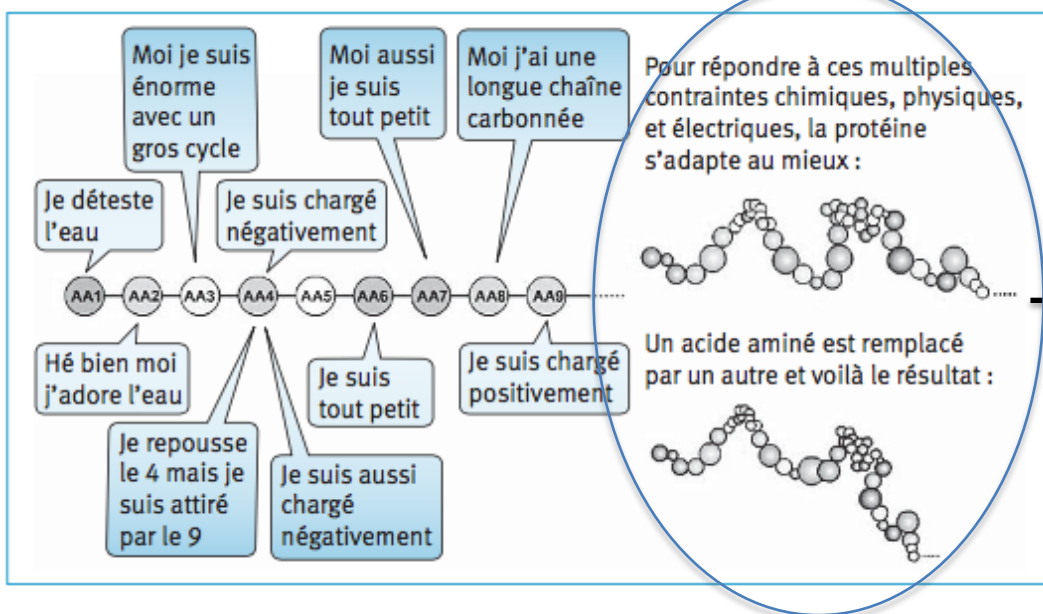 Moi je suis
énorme
avec un
gros cycle
Moi aussi
je suis
tout petit
Moi j'ai une
longue chaîne
carbonnée
Je déteste
l'eau
Je suis chargé
négativement
AA1 AA2 AA3 AA4 AA5 AA6 AA7 AA8 AA9
Hé bien moi
j'adore l'eau
Je repousse
le 4 mais je
suis attiré
par le 9
Je suis aussi
chargé
négativement
Je suis
tout petit
Je suis chargé
positivement
Pour répondre à ces multiples
contraintes chimiques, physiques,
et électriques, la protéine
s'adapte au mieux :
Un acide aminé est remplacé
par un autre et voilà le résultat :